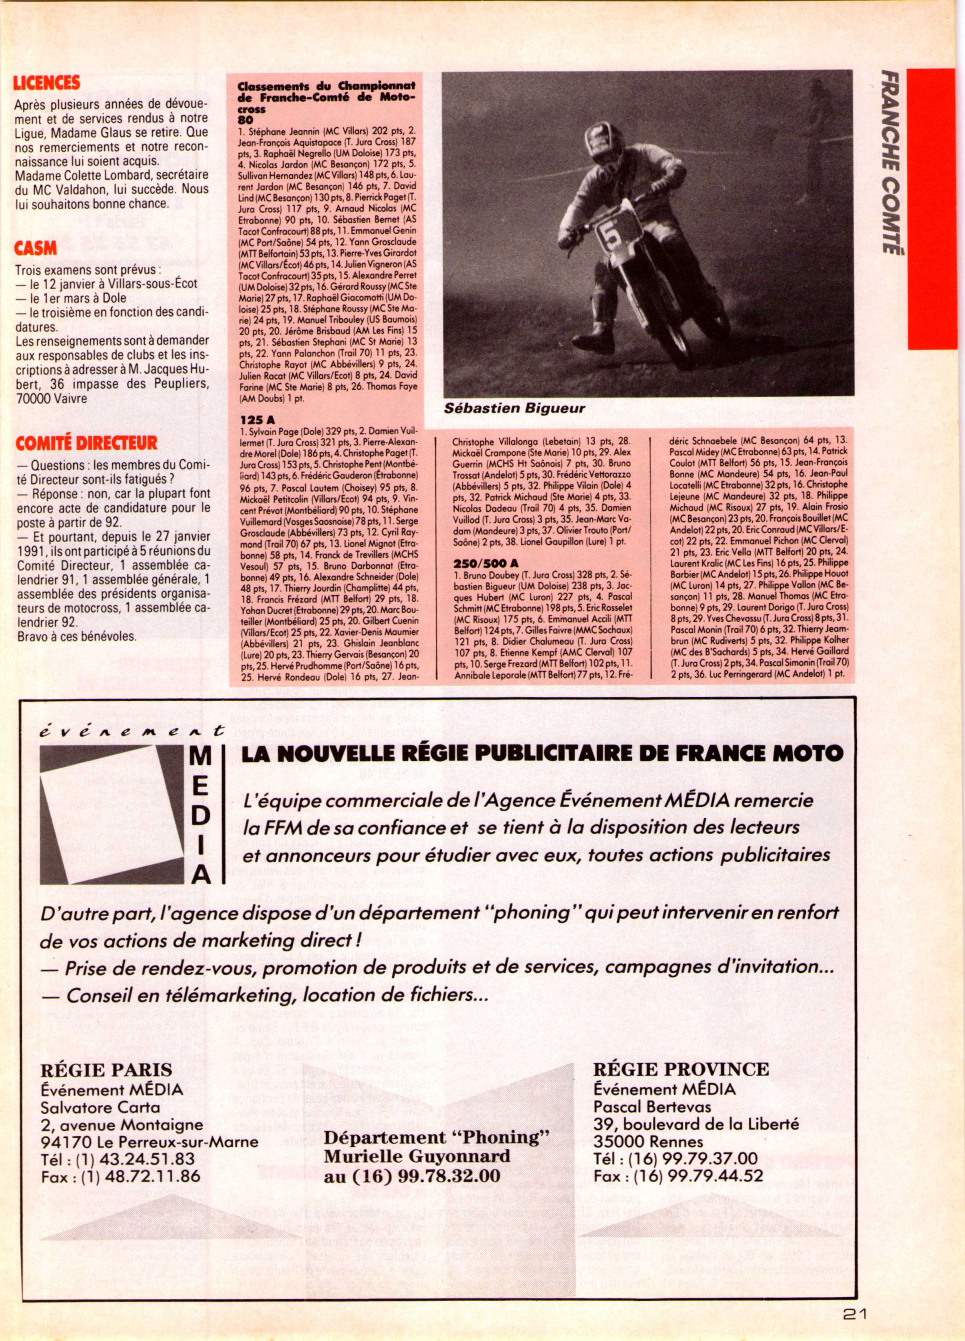 LICENCES
Après plusieurs années de dévoue-
ment et de services rendus à notre
Ligue, Madame Glaus se retire. Que
nos remerciements et notre recon-
naissance lui soient acquis.
Madame Colette Lombard, secrétaire
du MC Valdahon, lui succède. Nous
lui souhaitons bonne chance.
CASM
Trois examens sont prévus :
— le 12 janvier à Villars-sous-Écot
— le 1er mars à Dole
— le troisième en fonction des candi-
datures.
Les renseignements sont à demander
aux responsables de clubs et les ins-
criptions à adresser à M. Jacques Hu-
bert, 36 impasse des Peupliers,
70000 Vaivre
COMITÉ DIRECTEUR
— Questions : les membres du Comi-
té Directeur sont-ils fatigués ?
— Réponse : non, car la plupart font
encore acte de candidature pour le
poste à partir de 92.
— Et pourtant, depuis le 27 janvier
1991, ils ont participé à 5 réunions du
Comité Directeur, 1 assemblée ca-
lendrier 91, 1 assemblée générale, 1
assemblée des présidents organisa-
teurs de motocross, 1 assemblée ca-
lendrier 92.
Bravo à ces bénévoles.
Classements du Championnat
de Franche-Comté de Moto-
cross
80
1. Stéphane Jeannin (MC Villars) 202 pts, 2.
Jean-François Aquistapace (T. Jura Cross) 187
pts, 3. Raphaël Negrello (UM Doloise) 173 pts,
4. Nicolas Jardon (MC Besançon) 172 pts, 5.
Sullivan Hernandez (MC Villars) 148 pts, 6. Lau-
rent Jardon (MC Besançon) 146 pts, 7. David
Lind (MC Besançon) 130 pts, 8. Pierrick Paget (T.
Jura Cross) 117 pts, 9. Arnaud Nicolas (MC
Etrabonne) 90 pts, 10. Sébastien Bernet (AS
Tacot Confracourt) 88 pts, 11. Emmanuel Genin
(MC Port/Saône) 54 pts, 12. Yann Grosclaude
(MTT Belfortain) 53 pts, 13. Pierre-Yves Girardot
(MC Villars/Écot) 46 pts, 14. Julien Vigneron (AS
Tacot Confracourt) 35 pts, 15. Alexandre Perret
(UM Doloise) 32 pts, 16. Gérard Roussy (MC Ste
Marie) 27 pts, 17. Raphaël Giacomotti (UM Do-
loise) 25 pts, 18. Stéphane Roussy (MC Ste Ma-
rie) 24 pts, 19. Manuel Tribouley (US Baumois)
20 pts, 20. Jérôme Brisbaud (AM Les Fins) 15
pts, 21. Sébastien Stephani (MC St Marie) 13
pts, 22. Yann Palanchon (Trail 70) 11 pts, 23.
Christophe Rayot (MC Abbévillers) 9 pts, 24.
Julien Racat (MC Villars/Ecot) 8 pts, 24. David
Farine (MC Ste Marie) 8 pts, 26. Thomas Faye
(AM Doubs) 1 pt.
125 A
1. Sylvain Page (Dole) 329 pts, 2. Damien Vuil-
lermet (T. Jura Cross) 321 pts, 3. Pierre-Alexan-
dre Morel (Dole) 186 pts, 4. Christophe Paget (T.
Jura Cross) 153 pts, 5. Christophe Pent (Montbé-
liard) 143 pts, 6. Frédéric Gauderon (Étrabonne)
96 pts, 7. Pascal Lautem (Choisey) 95 pts, 8.
Mickaël Petitcolin (Villars/Ecot) 94 pts, 9. Vin-
cent Prévot (Montbéliard) 90 pts, 10. Stéphane
Vuillemard (Vosges Saosnoise) 78 pts, 11. Serge
Grosclaude (Abbévillers) 73 pts, 12. Cyril Ray-
mond (Trail 70) 67 pts, 13. Lionel Mignot (Etra-
bonne) 58 pts, 14. Franck de Trevillers (MCHS
Vesoul) 57 pts, 15. Bruno Darbonnat (Etra-
bonne) 49 pts, 16. Alexandre Schneider (Dole)
48 pts, 17. Thierry Jourdin (Champlitte) 44 pts,
18. Francis Frézard (MTT Belfort) 29 pts, 18.
Yohan Ducret (Etrabonne) 29 pts, 20. Marc Bou-
teiller (Montbéliard) 25 pts, 20. Gilbert Cuenin
(Villars/Ecot) 25 pts, 22. Xavier-Denis Maumier
(Abbévillers) 21 pts, 23. Ghislain Jeanblanc
(Lure) 20 pts, 23. Thierry Gervais (Besançon) 20
pts, 25. Hervé Prudhomme (Port/Saône) 16 pts,
25. Hervé Rondeau (Dole) 16 pts, 27. Jean-
Sébastien Bigueur
Christophe Villalonga (Lebetain) 13 pts, 28.
Mickaël Crampone (Ste Marie) 10 pts, 29. Alex
Guerrin (MCHS Ht Saônois) 7 pts, 30. Bruno
Trossat (Andelot) 5 pts, 30. Frédéric Vettorazzo
(Abbévillers) 5 pts, 32. Philippe Vilain (Dole) 4
pts, 32. Patrick Michaud (Ste Marie) 4 pts, 33.
Nicolas Dadeau (Trail 70) 4 pts, 35. Damien
Vuillod (T. Jura Cross) 3 pts, 35. Jean-Marc Va-
dam (Mandeure) 3 pts, 37. Olivier Trouto (Port/
Saône) 2 pts, 38. Lionel Gaupillon (Lure) 1 pt.
250/500 A
1. Bruno Doubey (T. Jura Cross) 328 pts, 2. Sé-
bastien Bigueur (UM Doloise) 238 pts, 3. Jac-
ques Hubert (MC Luron) 227 pts, 4. Pascal
Schmitt (MC Etrabonne) 198 pts, 5. Eric Rosselet
(MC Risoux) 175 pts, 6. Emmanuel Accili (MTT
Belfort) 124 pts, 7. Gilles Faivre (MMC Sochaux)
121 pts, 8. Didier Chalumeau (T. Jura Cross)
107 pts, 8. Etienne Kempf (AMC Clerval) 107
pts, 10. Serge Frezard (MTT Belfort) 102 pts, 11.
Annibale Leporale (MTT Belfort) 77 pts, 12. Fré-
déric Schnaebele (MC Besançon) 64 pts, 13.
Pascal Midey (MC Etrabonne) 63 pts, 14. Patrick
Coulot (MTT Belfort) 56 pts, 15. Jean-François
Bonne (MC Mandeure) 54 pts, 16. Jean-Paul
Locatelli (MC Etrabonne) 32 pts, 16. Christophe
Lejeune (MC Mandeure) 32 pts, 18. Philippe
Michaud (MC Risoux) 27 pts, 19. Alain Frosio
(MC Besançon) 23 pts, 20. François Bouillet (MC
Andelot) 22 pts, 20. Eric Conraud (MC Villars/E-
cot) 22 pts, 22. Emmanuel Pichon (MC Clerval)
21 pts, 23. Eric Vella (MTT Belfort) 20 pts, 24.
Laurent Kralic (MC Les Fins) 16 pts, 25. Philippe
Barbier (MC Andelot) 15 pts, 26. Philippe Houot
(MC Luron) 14 pts, 27. Philippe Vallon (MC Be-
sançon) 11 pts, 28. Manuel Thomas (MC Etra-
bonne) 9 pts, 29. Laurent Dorigo (T. Jura Cross)
8 pts, 29. Yves Chevassu (T. Jura Cross) 8 pts, 31.
Pascal Monin (Trail 70) 6 pts, 32. Thierry Jeam-
brun (MC Rudiverts) 5 pts, 32. Philippe Kolher
(MC des B'Sachards) 5 pts, 34. Hervé Gaillard
(T. Jura Cross) 2 pts, 34. Pascal Simonin (Trail 70)
2 pts, 36. Luc Perringerard (MC Andelot) 1 pt.
FRANCHE COMTÉ
5
événement
MEDIA
LA NOUVELLE RÉGIE PUBLICITAIRE DE FRANCE MOTO
L'équipe commerciale de l'Agence Événement MÉDIA remercie
la FFM de sa confiance et se tient à la disposition des lecteurs
et annonceurs pour étudier avec eux, toutes actions publicitaires
D'autre part, l'agence dispose d'un département "phoning" qui peut intervenir en renfort
de vos actions de marketing direct !
— Prise de rendez-vous, promotion de produits et de services, campagnes d'invitation...
— Conseil en télémarketing, location de fichiers...
RÉGIE PARIS
Événement MÉDIA
Salvatore Carta
2, avenue Montaigne
94170 Le Perreux-sur-Marne
Tél : (1) 43.24.51.83
Fax : (1) 48.72.11.86
Département "Phoning"
Murielle Guyonnard
au (16) 99.78.32.00
RÉGIE PROVINCE
Événement MÉDIA
Pascal Bertevas
39, boulevard de la Liberté
35000 Rennes
Tél : (16) 99.79.37.00
Fax : (16) 99.79.44.52
21